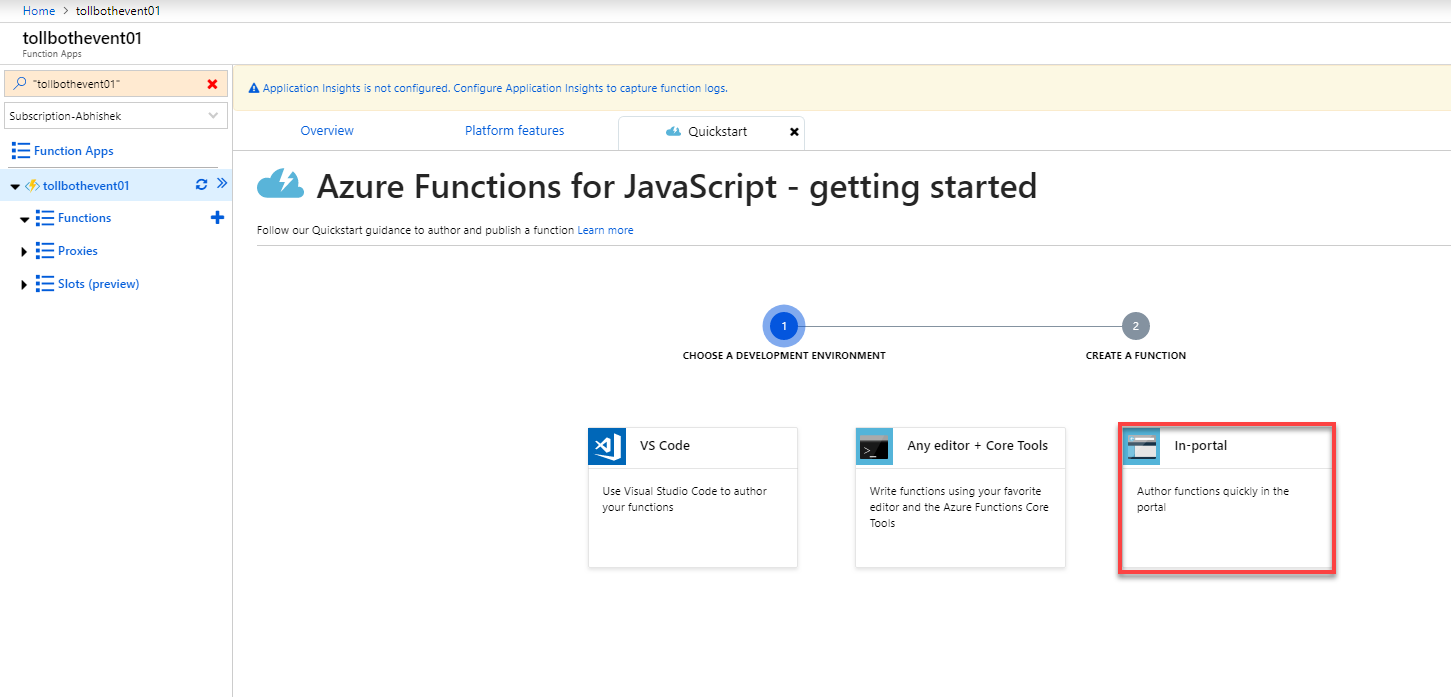 Home > tollbothevent01
tollbothevent01
Function Apps
"tollbothevent01"
Subscription-Abhishek
Function Apps
tollbothevent01
Functions
Proxies
Slots (preview)
Application Insights is not configured. Configure Application Insights to capture function logs.
Overview
Platform features
Quickstart
Azure Functions for JavaScript - getting started
Follow our Quickstart guidance to author and publish a function Learn more
1
2
CHOOSE A DEVELOPMENT ENVIRONMENT
CREATE A FUNCTION
VS Code
Use Visual Studio Code to author
your functions
Any editor + Core Tools
Write functions using your favorite
editor and the Azure Functions Core
Tools
In-portal
Author functions quickly in the
portal